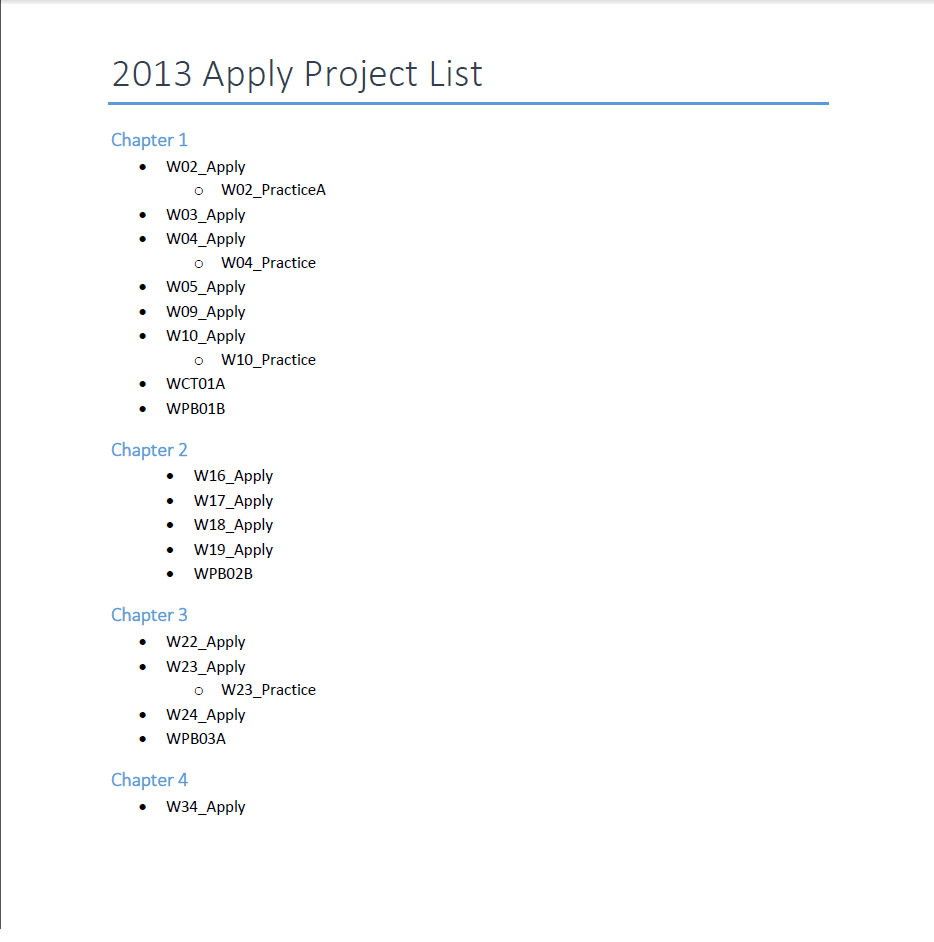 2013 Apply Project List
Chapter 1
• W02_Apply
o W02_PracticeA
• W03_Apply
• W04_Apply
o W04_Practice
• W05_Apply
• W09_Apply
• W10_Apply
o W10_Practice
• WCT01A
• WPB01B
Chapter 2
• W16_Apply
• W17_Apply
• W18_Apply
• W19_Apply
• WPB02B
Chapter 3
• W22_Apply
• W23_Apply
o W23_Practice
• W24_Apply
• WPB03A
Chapter 4
• W34_Apply